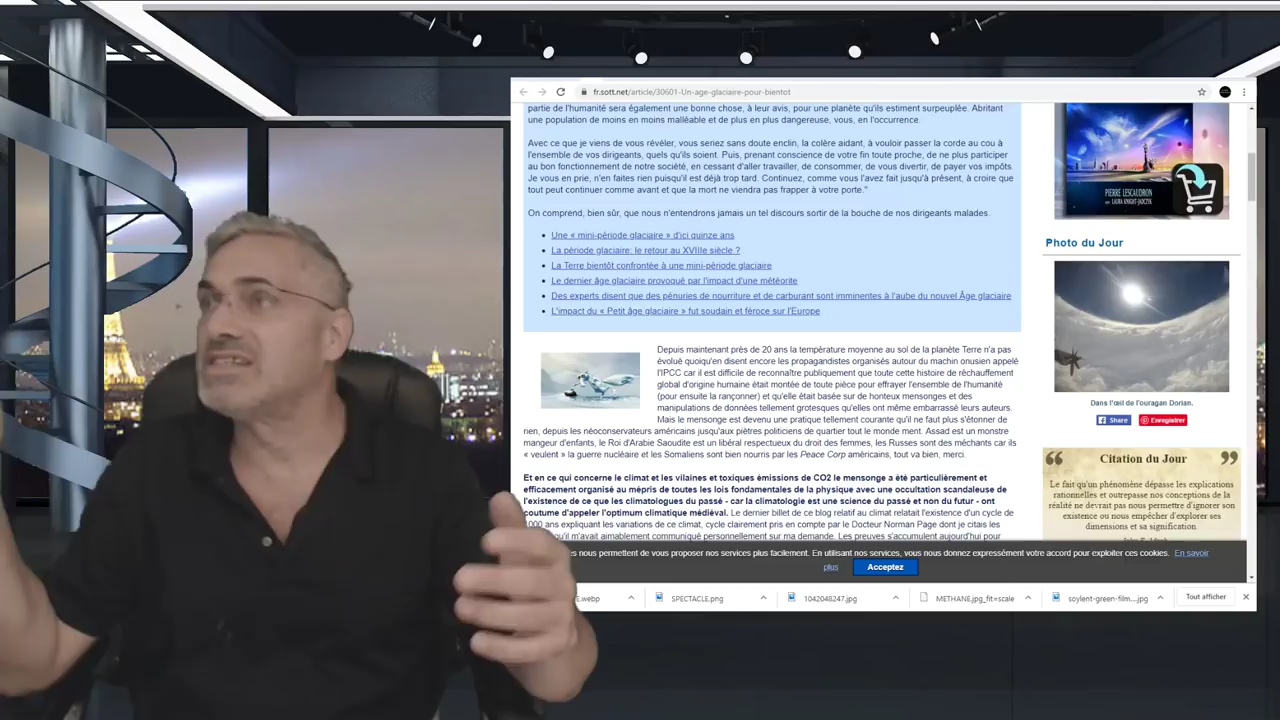 fr.sott.net/article/30601-Un-age-glaciaire-pour-bientot
partie de l'humanité sera également une bonne chose, à leur avis, pour une planète qu'ils estiment surpeuplée. Abritant
une population de moins en moins malléable et de plus en plus dangereuse, vous, en l'occurrence.
Avec ce que je viens de vous révéler, vous seriez sans doute enclin, la colère aidant, à vouloir passer la corde au cou à
l'ensemble de vos dirigeants, quels qu'ils soient. Puis, prenant conscience de votre fin toute proche, de ne plus participer
au bon fonctionnement de notre société, en cessant d'aller travailler, de consommer, de vous divertir, de payer vos impôts.
Je vous en prie, n'en faites rien puisqu'il est déjà trop tard. Continuez, comme vous l'avez fait jusqu'à présent, à croire que
tout peut continuer comme avant et que la mort ne viendra pas frapper à votre porte."
On comprend, bien sûr, que nous n'entendrons jamais un tel discours sortir de la bouche de nos dirigeants malades.
Une « mini-période glaciaire » d'ici quinze ans
La période glaciaire: le retour au XVIIIe siècle ?
La Terre bientôt confrontée à une mini-période glaciaire
Le dernier âge glaciaire provoqué par l'impact d'une météorite
Des experts disent que des pénuries de nourriture et de carburant sont imminentes à l'aube du nouvel Âge glaciaire
L'impact du « Petit âge glaciaire » fut soudain et féroce sur l'Europe
Depuis maintenant près de 20 ans la température moyenne au sol de la planète Terre n'a pas
évolué quoiqu'en disent encore les propagandistes organisés autour du machin onusien appelé
l'IPCC car il est difficile de reconnaître publiquement que toute cette histoire de réchauffement
global d'origine humaine était montée de toute pièce pour effrayer l'ensemble de l'humanité
(pour ensuite la rançonner) et qu'elle était basée sur de honteux mensonges et des
manipulations de données tellement grotesques qu'elles ont même embarrassé leurs auteurs.
Mais le mensonge est devenu une pratique tellement courante qu'il ne faut plus s'étonner de
rien, depuis les néoconservateurs américains jusqu'aux piètres politiciens de quartier tout le monde ment. Assad est un monstre
mangeur d'enfants, le Roi d'Arabie Saoudite est un libéral respectueux du droit des femmes, les Russes sont des méchants car ils
« veulent » la guerre nucléaire et les Somaliens sont bien nourris par les Peace Corp américains, tout va bien, merci.
Et en ce qui concerne le climat et les vilaines et toxiques émissions de CO2 le mensonge a été particulièrement et
efficacement organisé au mépris de toutes les lois fondamentales de la physique avec une occultation scandaleuse de
l'existence de ce que les climatologues du passé - car la climatologie est une science du passé et non du futur - ont
coutume d'appeler l'optimum climatique médiéval. Le dernier billet de ce blog relatif au climat relatait l'existence d'un cycle de
1000 ans expliquant les variations de ce climat, cycle clairement pris en compte par le Docteur Norman Page dont je citais les
qu'il m'avait aimablement communiqué personnellement sur ma demande. Les preuves s'accumulent aujourd'hui pour
PIERRE LESCAUDRON
LAURA KNIGHT-JADCZYK
Photo du Jour
Dans l'œil de l'ouragan Dorian.
Share
Enregistrer
Citation du Jour
Le fait qu'un phénomène dépasse les explications
rationnelles et outrepasse nos conceptions de la
réalité ne devrait pas nous permettre d'ignorer son
existence ou nous empêcher d'explorer ses
dimensions et sa signification.
nous permettent de vous proposer nos services plus facilement. En utilisant nos services, vous nous donnez expressément votre accord pour exploiter ces cookies. En savoir
plus
Acceptez
E.webp
SPECTACLE.png
1042048247.jpg
METHANE.jpg_fit=scale
soylent-green-film....jpg
Tout afficher